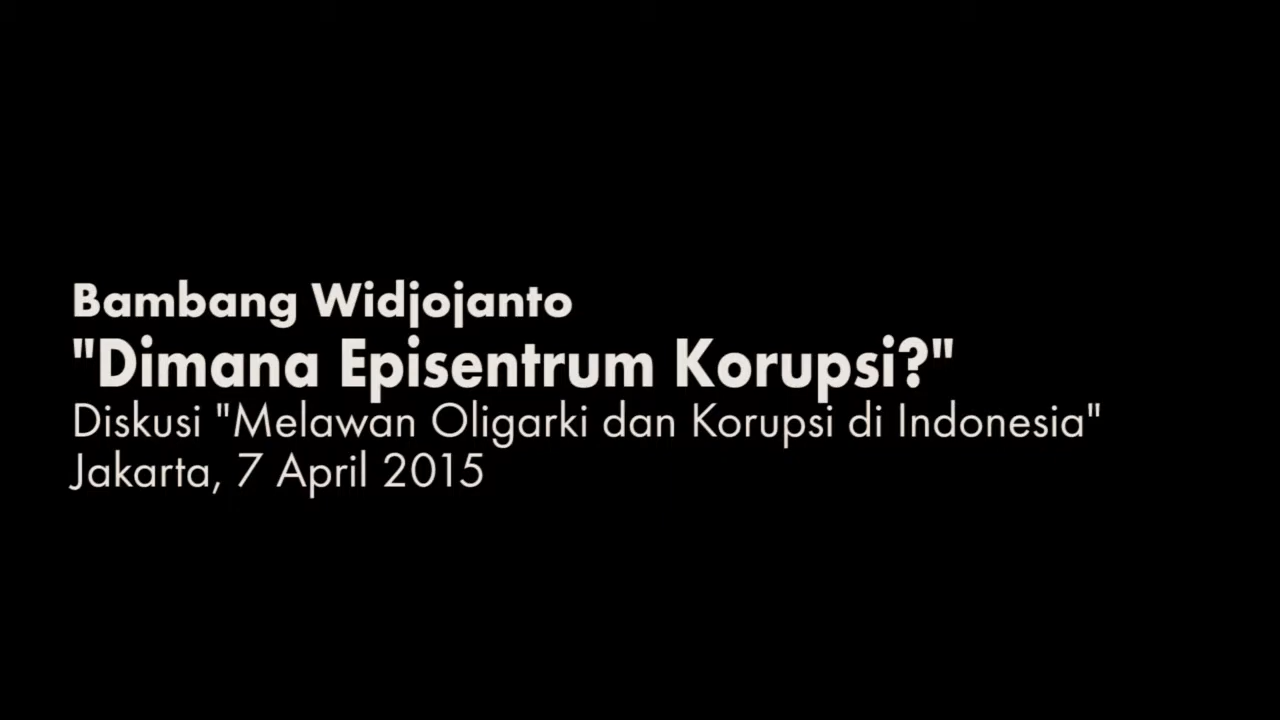 Bambang Widjojanto
"Dimana Episentrum Korupsi?"
Diskusi "Melawan Oligarki dan Korupsi di Indonesia"
Jakarta, 7 April 2015